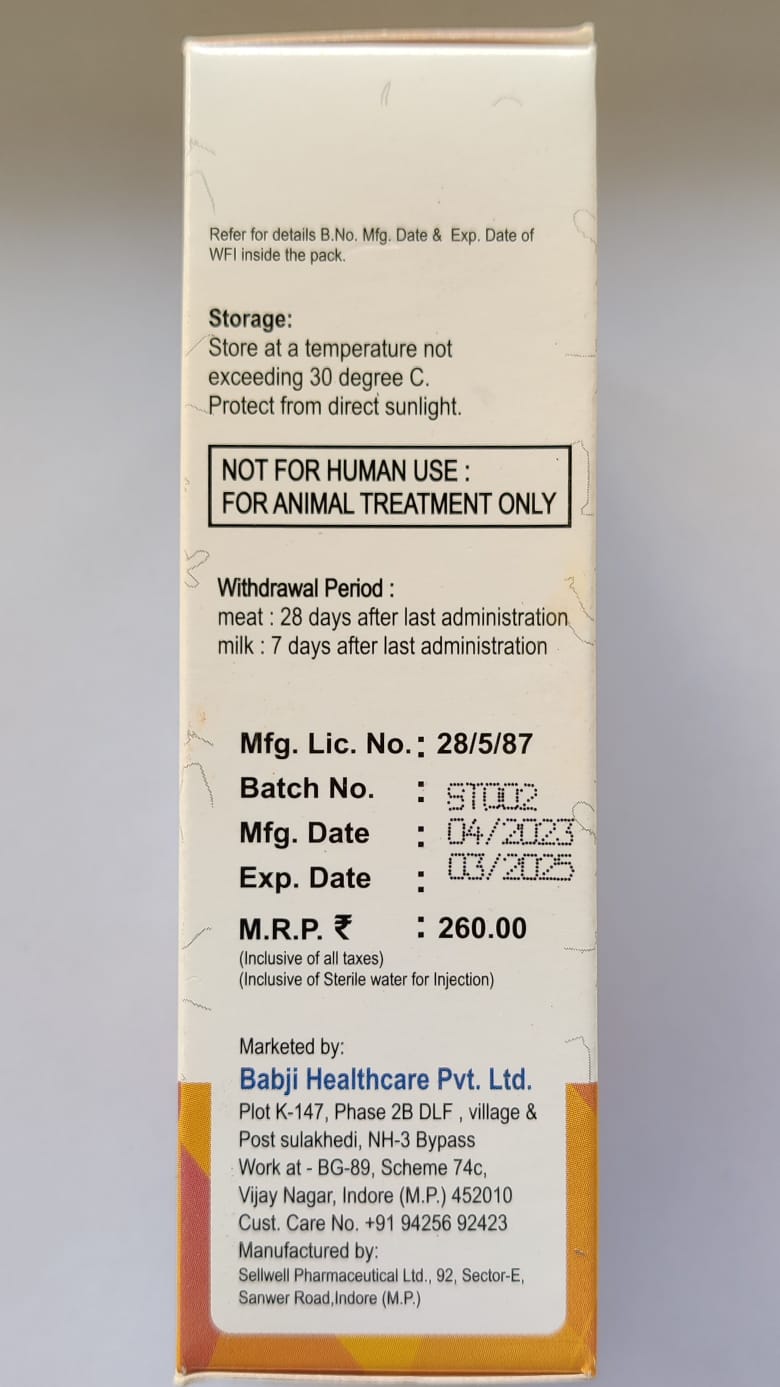 Refer for details B.No. Mfg. Date & Exp. Date of
WFI inside the pack.
Storage:
Store at a temperature not
exceeding 30 degree C.
Protect from direct sunlight.
NOT FOR HUMAN USE :
FOR ANIMAL TREATMENT ONLY
Withdrawal Period :
meat : 28 days after last administration
milk : 7 days after last administration
Mfg. Lic. No. : 28/5/87
Batch No. : ST002
Mfg. Date : 04/2023
Exp. Date : 03/2025
M.R.P. ₹ : 260.00
(Inclusive of all taxes)
(Inclusive of Sterile water for Injection)
Marketed by:
Babji Healthcare Pvt. Ltd.
Plot K-147, Phase 2B DLF , village &
Post sulakhedi, NH-3 Bypass
Work at - BG-89, Scheme 74c,
Vijay Nagar, Indore (M.P.) 452010
Cust. Care No. +91 94256 92423
Manufactured by:
Sellwell Pharmaceutical Ltd., 92, Sector-E,
Sanwer Road,Indore (M.P.)